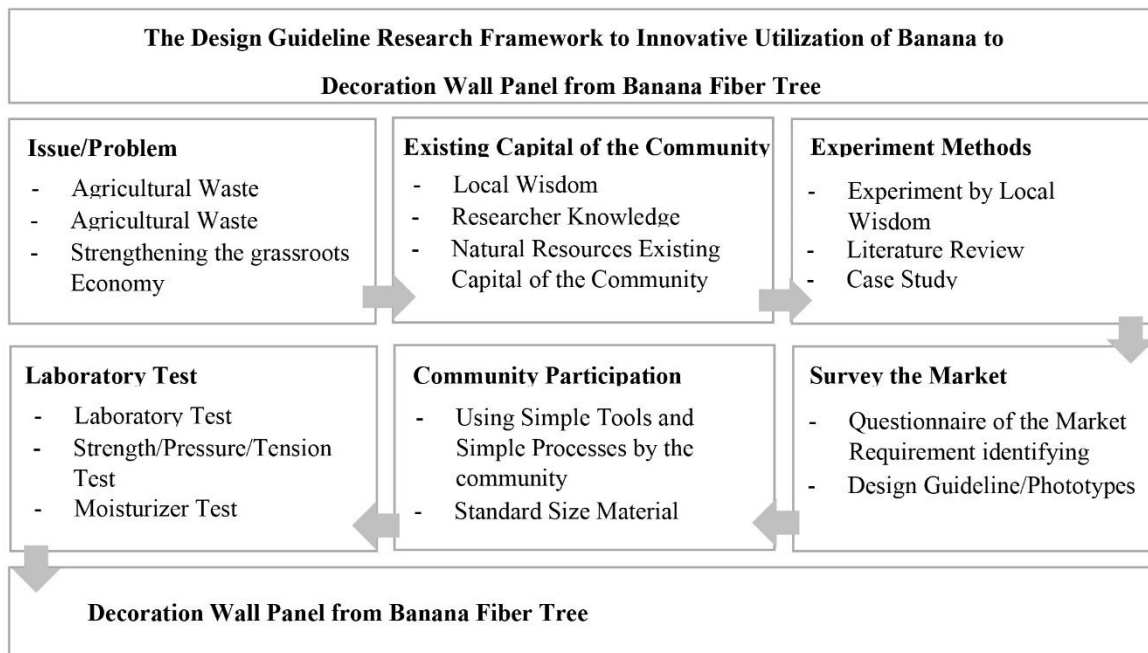 The Design Guideline Research Framework to Innovative Utilization of Banana to
Decoration Wall Panel from Banana Fiber Tree
Issue/Problem
- Agricultural Waste
- Agricultural Waste
- Strengthening the grassroots
Economy
Existing Capital of the Community
- Local Wisdom
- Researcher Knowledge
- Natural Resources Existing
Capital of the Community
Experiment Methods
- Experiment by Local
Wisdom
- Literature Review
- Case Study
Survey the Market
- Questionnaire of the Market
Requirement identifying
- Design Guideline/Phototypes
Community Participation
- Using Simple Tools and
Simple Processes by the
community
- Standard Size Material
Laboratory Test
- Laboratory Test
- Strength/Pressure/Tension
Test
- Moisturizer Test
Decoration Wall Panel from Banana Fiber Tree